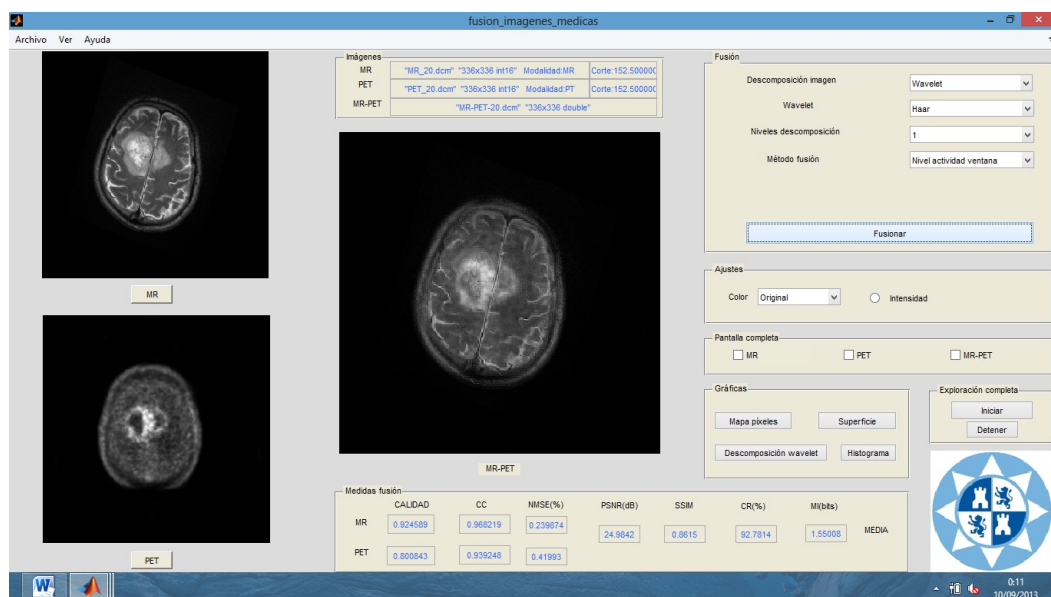 fusion_imagenes_medicas
Archivo Ver Ayuda
Imágenes
MR "MR_20.dcm" "336x336 int16" Modalidad:MR Corte:152.500000
PET "PET_20.dcm" "336x336 int16" Modalidad:PT Corte:152.500000
MR-PET "MR-PET-20.dcm" "336x336 double"
MR
PET
MR-PET
Fusión
Descomposición imagen Wavelet
Wavelet Haar
Niveles descomposición 1
Método fusión Nivel actividad ventana
Fusionar
Ajustes
Color Original Intensidad
Pantalla completa
MR PET MR-PET
Gráficas
Mapa píxeles Superficie
Descomposición wavelet Histograma
Exploración completa
Iniciar
Detener
Medidas fusión
CALIDAD CC NMSE(%) PSNR(dB) SSIM CR(%) MI(bits)
MR 0.924589 0.968219 0.239874
24.9842 0.8615 92.7814 1.55008 MEDIA
PET 0.800843 0.939248 0.41993
W
0:11
10/09/2013